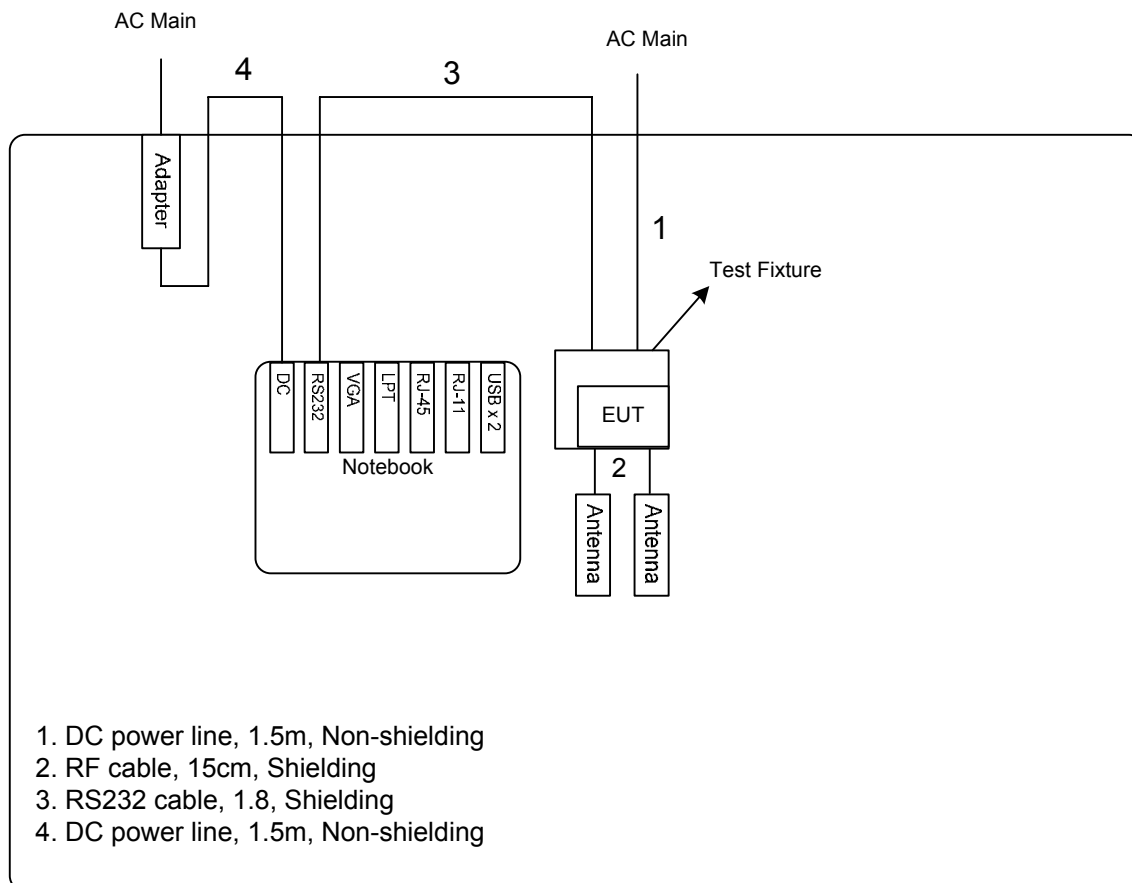 AC Main
AC Main
4
3
Adapter
1
Test Fixture
DC
RS232
VGA
LPT
RJ-45
RJ-11
USB x 2
EUT
Notebook
2
Antenna
Antenna
1. DC power line, 1.5m, Non-shielding
2. RF cable, 15cm, Shielding
3. RS232 cable, 1.8, Shielding
4. DC power line, 1.5m, Non-shielding